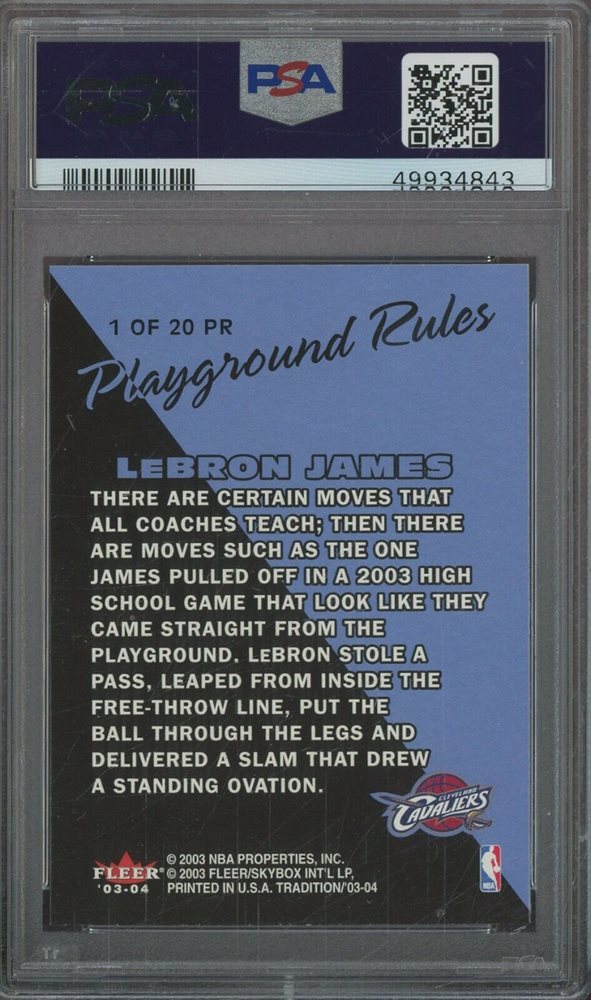 PSA
PSA
49934843
1 OF 20 PR
Playground Rules
LEBRON JAMES
THERE ARE CERTAIN MOVES THAT
ALL COACHES TEACH; THEN THERE
ARE MOVES SUCH AS THE ONE
JAMES PULLED OFF IN A 2003 HIGH
SCHOOL GAME THAT LOOK LIKE THEY
CAME STRAIGHT FROM THE
PLAYGROUND. LEBRON STOLE A
PASS, LEAPED FROM INSIDE THE
FREE-THROW LINE, PUT THE
BALL THROUGH THE LEGS AND
DELIVERED A SLAM THAT DREW
A STANDING OVATION.
CLEVELAND
CAVALIERS
FLEER®
'03-04
© 2003 NBA PROPERTIES, INC.
© 2003 FLEER/SKYBOX INT'L LP,
PRINTED IN U.S.A. TRADITION/'03-04
NBA